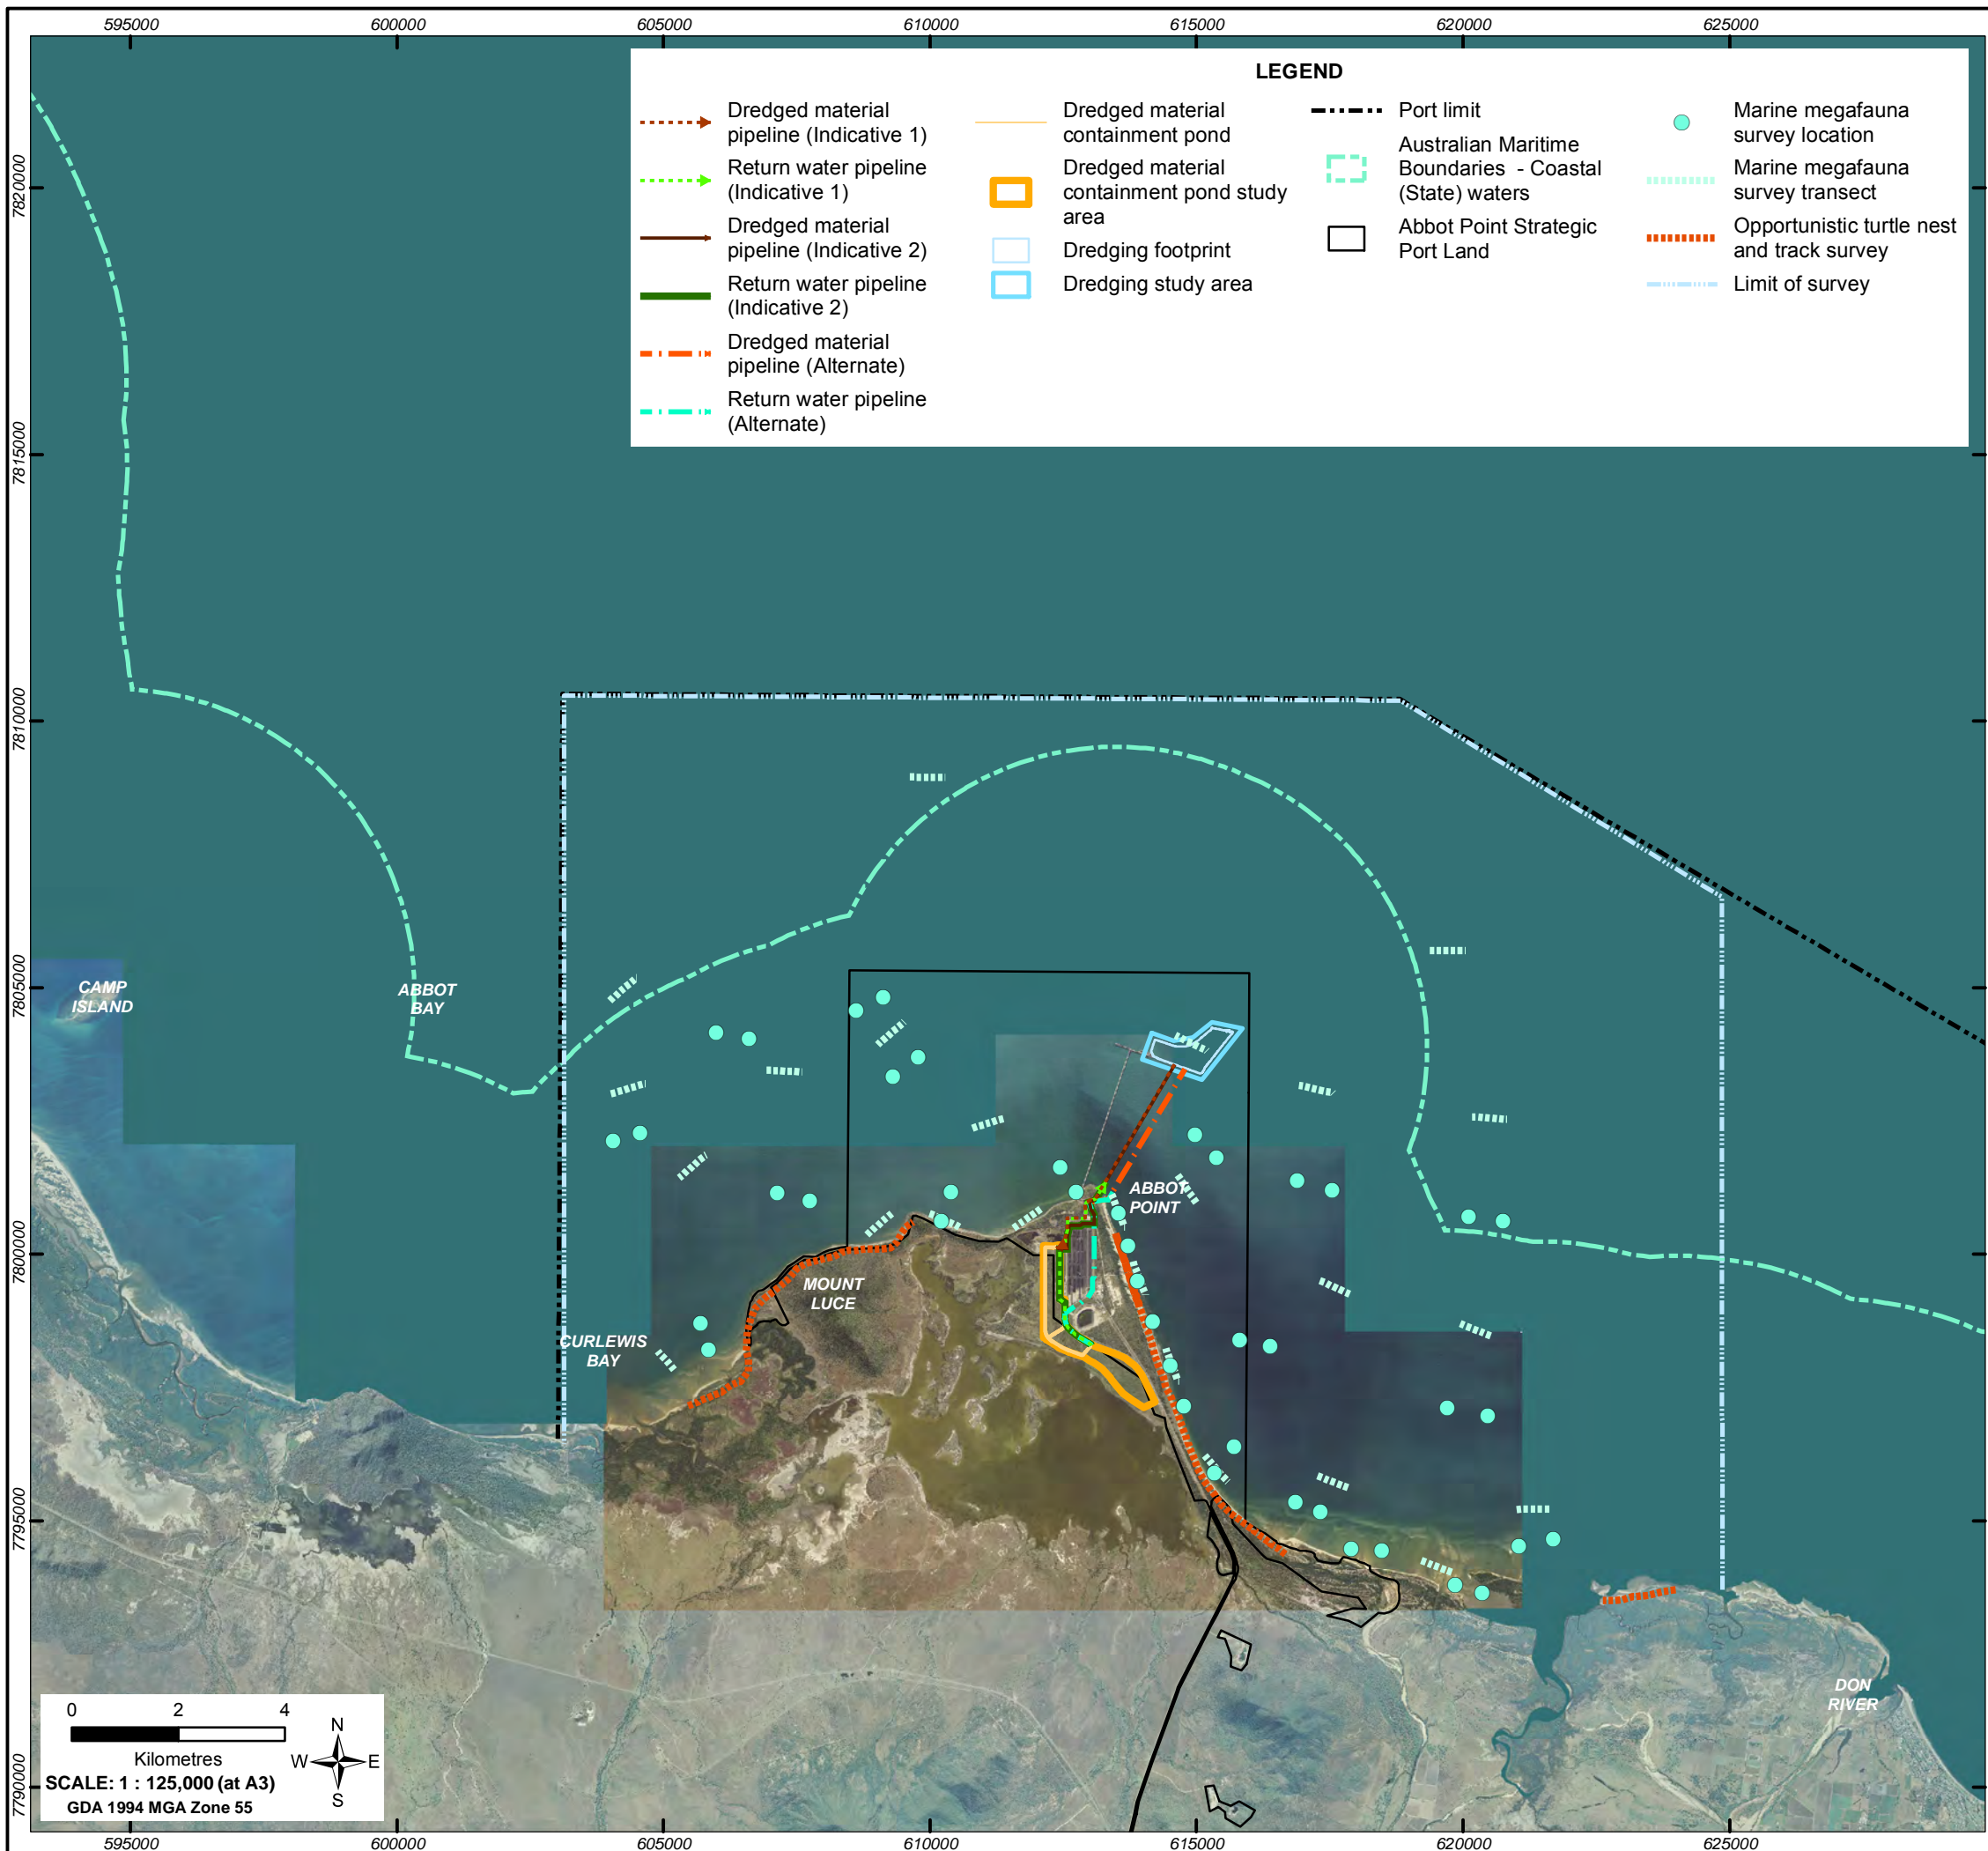 595000 600000 605000 610000 615000 620000 625000
LEGEND
Dredged material
pipeline (Indicative 1)
Return water pipeline
(Indicative 1)
Dredged material
pipeline (Indicative 2)
Return water pipeline
(Indicative 2)
Dredged material
pipeline (Alternate)
Return water pipeline
(Alternate)
Dredged material
containment pond
Dredged material
containment pond study
area
Dredging footprint
Dredging study area
Port limit
Australian Maritime
Boundaries - Coastal
(State) waters
Abbot Point Strategic
Port Land
Marine megafauna
survey location
Marine megafauna
survey transect
Opportunistic turtle nest
and track survey
Limit of survey
7820000
7815000
7810000
7805000
7800000
7795000
7790000
CAMP
ISLAND
ABBOT
BAY
ABBOT
POINT
MOUNT
LUCE
CURLEWIS
BAY
DON
RIVER
0 2 4
Kilometres
SCALE: 1 : 125,000 (at A3)
GDA 1994 MGA Zone 55
N
W E
S
595000 600000 605000 610000 615000 620000 625000